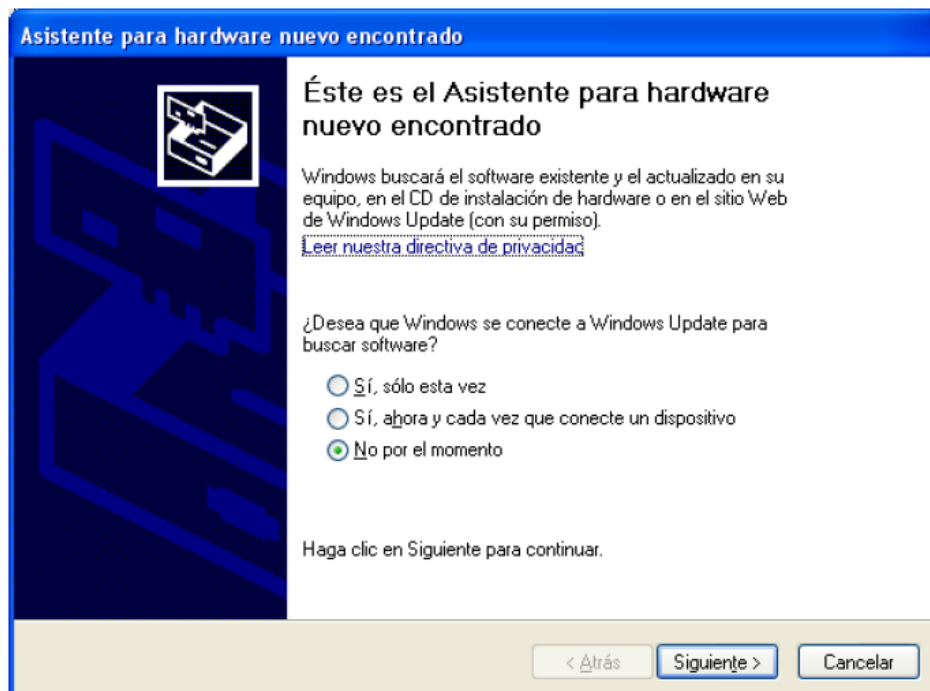 Asistente para hardware nuevo encontrado
Éste es el Asistente para hardware
nuevo encontrado
Windows buscará el software existente y el actualizado en su
equipo, en el CD de instalación de hardware o en el sitio Web
de Windows Update (con su permiso).
Leer nuestra directiva de privacidad
¿Desea que Windows se conecte a Windows Update para
buscar software?
Sí, sólo esta vez
Sí, ahora y cada vez que conecte un dispositivo
No por el momento
Haga clic en Siguiente para continuar.
< Atrás
Siguiente >
Cancelar